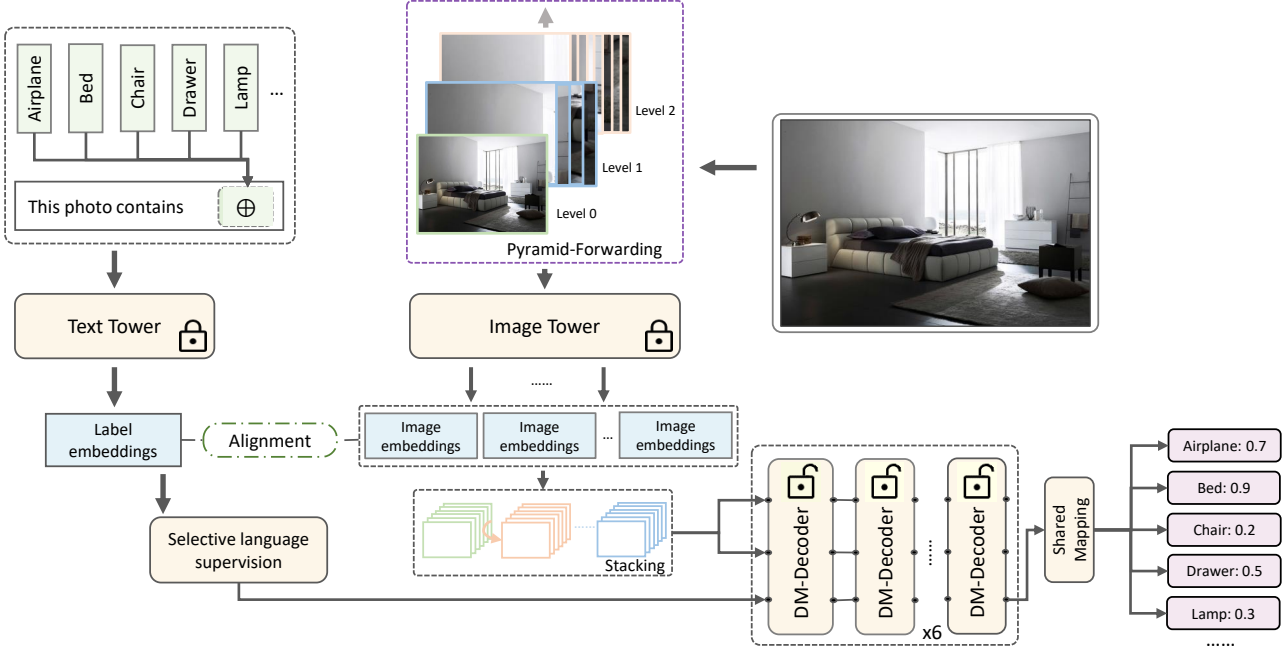 Airplane
Bed
Chair
Drawer
Lamp
...
This photo contains
⊕
Level 2
Level 1
Level 0
Pyramid-Forwarding
Text Tower
Image Tower
......
Label
embeddings
Alignment
Image
embeddings
Image
embeddings
...
Image
embeddings
Selective language
supervision
Stacking
DM-Decoder
DM-Decoder
......
DM-Decoder
x6
Shared
Mapping
Airplane: 0.7
Bed: 0.9
Chair: 0.2
Drawer: 0.5
Lamp: 0.3
......